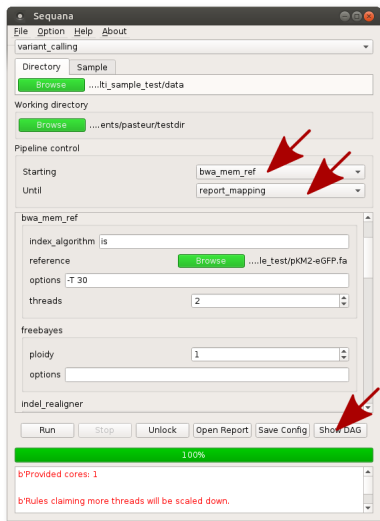 Sequana
File Option Help About
variant_calling
Directory Sample
Browse ....lti_sample_test/data
Working directory
Browse ....ents/pasteur/testdir
Pipeline control
Starting bwa_mem_ref
Until report_mapping
bwa_mem_ref
index_algorithm is
reference Browse ....le_test/pKM2-eGFP.fa
options -T 30
threads 2
freebayes
ploidy 1
options
indel_realigner
Run Stop Unlock Open Report Save Config Show DAG
100%
b'Provided cores: 1
b'Rules claiming more threads will be scaled down.